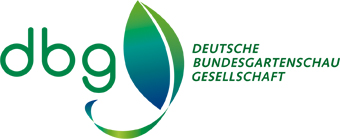 dbg
DEUTSCHE
BUNDESGARTENSCHAU
GESELLSCHAFT